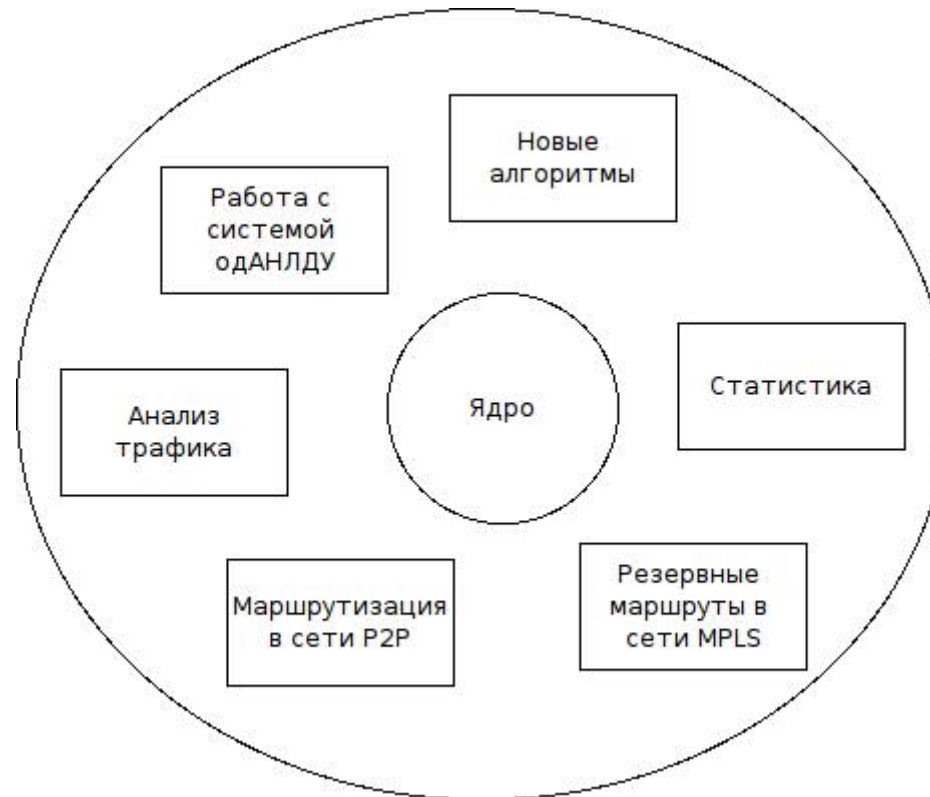 Новые
алгоритмы
Работа с
системой
одАНЛДУ
Статистика
Ядро
Анализ
трафика
Резервные
маршруты в
сети MPLS
Маршрутизация
в сети P2P